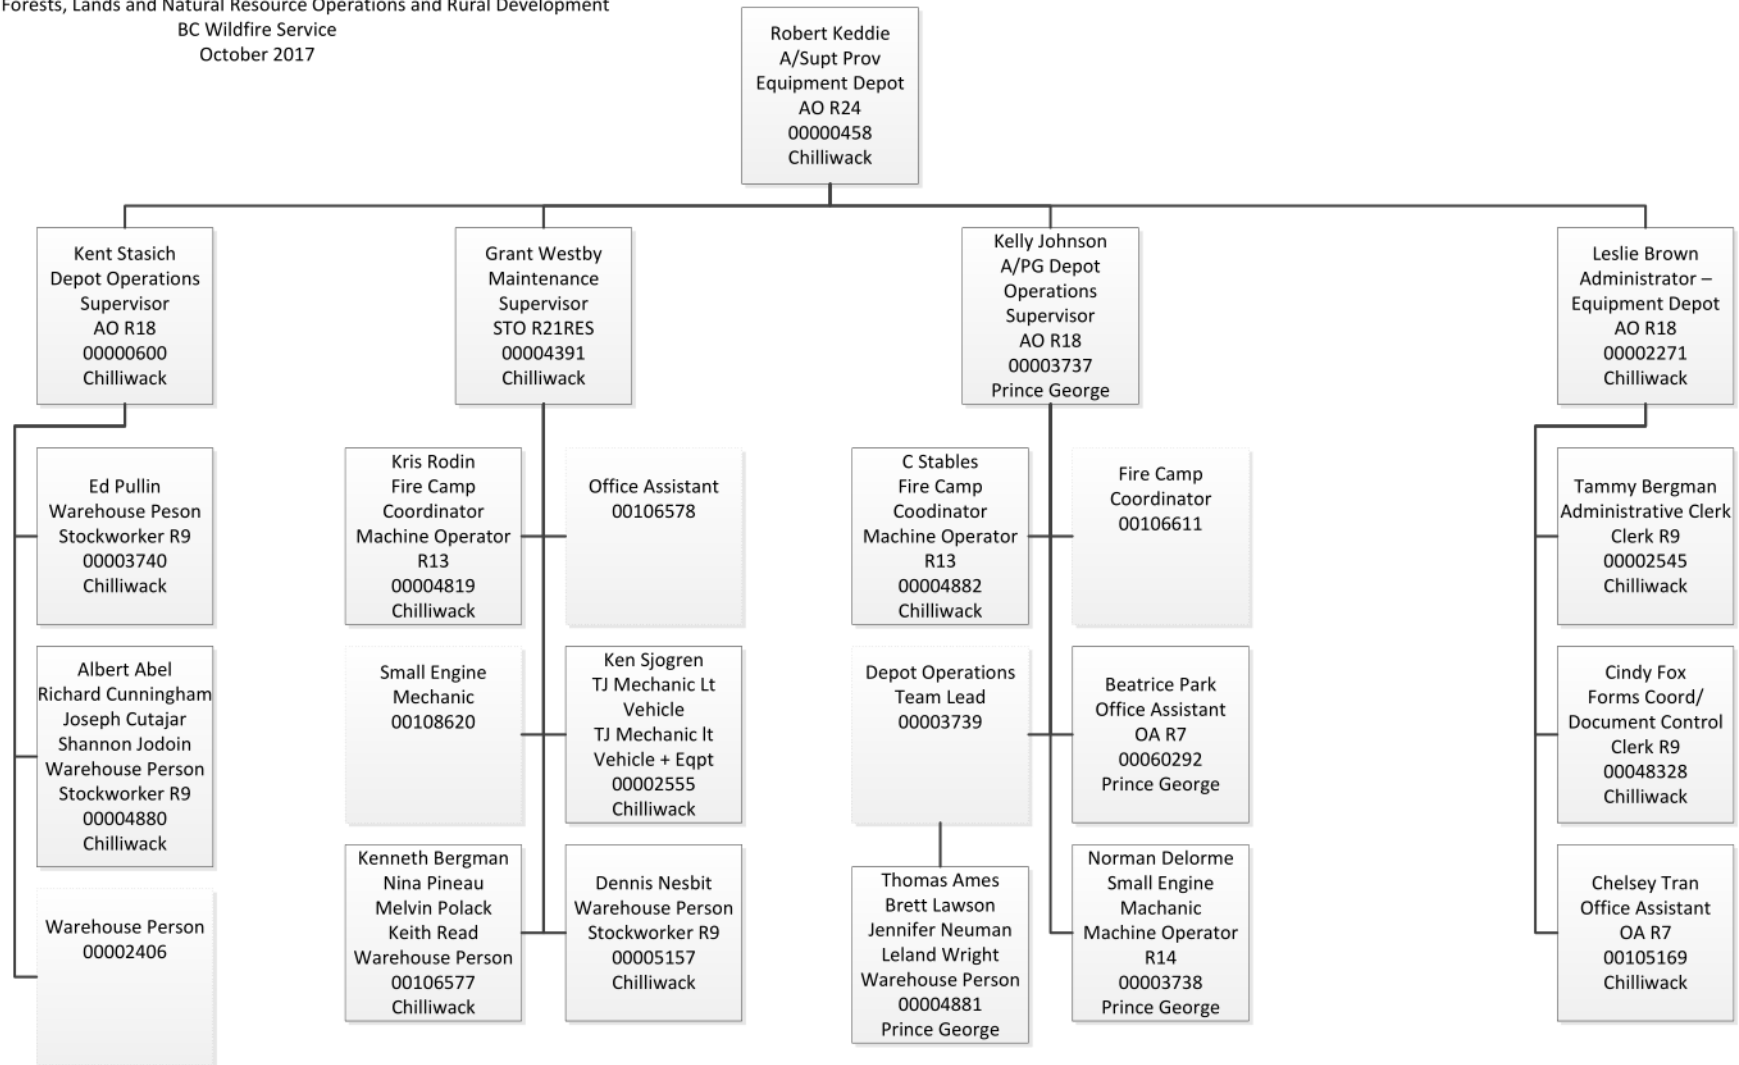 Forests, Lands and Natural Resource Operations and Rural Development
BC Wildfire Service
October 2017
Robert Keddie
A/Supt Prov
Equipment Depot
AO R24
00000458
Chilliwack
Kent Stasich
Depot Operations
Supervisor
AO R18
00000600
Chilliwack
Grant Westby
Maintenance
Supervisor
STO R21RES
00004391
Chilliwack
Kelly Johnson
A/PG Depot
Operations
Supervisor
AO R18
00003737
Prince George
Leslie Brown
Administrator –
Equipment Depot
AO R18
00002271
Chilliwack
Ed Pullin
Warehouse Peson
Stockworker R9
00003740
Chilliwack
Kris Rodin
Fire Camp
Coordinator
Machine Operator
R13
00004819
Chilliwack
Office Assistant
00106578
C Stables
Fire Camp
Coodinator
Machine Operator
R13
00004882
Chilliwack
Fire Camp
Coordinator
00106611
Tammy Bergman
Administrative Clerk
Clerk R9
00002545
Chilliwack
Albert Abel
Richard Cunningham
Joseph Cutajar
Shannon Jodoin
Warehouse Person
Stockworker R9
00004880
Chilliwack
Small Engine
Mechanic
00108620
Ken Sjogren
TJ Mechanic Lt
Vehicle
TJ Mechanic lt
Vehicle + Eqpt
00002555
Chilliwack
Depot Operations
Team Lead
00003739
Beatrice Park
Office Assistant
OA R7
00060292
Prince George
Cindy Fox
Forms Coord/
Document Control
Clerk R9
00048328
Chilliwack
Warehouse Person
00002406
Kenneth Bergman
Nina Pineau
Melvin Polack
Keith Read
Warehouse Person
00106577
Chilliwack
Dennis Nesbit
Warehouse Person
Stockworker R9
00005157
Chilliwack
Thomas Ames
Brett Lawson
Jennifer Neuman
Leland Wright
Warehouse Person
00004881
Prince George
Norman Delorme
Small Engine
Machanic
Machine Operator
R14
00003738
Prince George
Chelsey Tran
Office Assistant
OA R7
00105169
Chilliwack